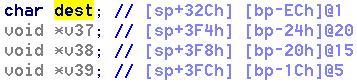 char dest; // [sp+32Ch] [bp-ECh]@1
void *v37; // [sp+3F4h] [bp-24h]@20
void *v38; // [sp+3F8h] [bp-20h]@15
void *v39; // [sp+3FCh] [bp-1Ch]@5